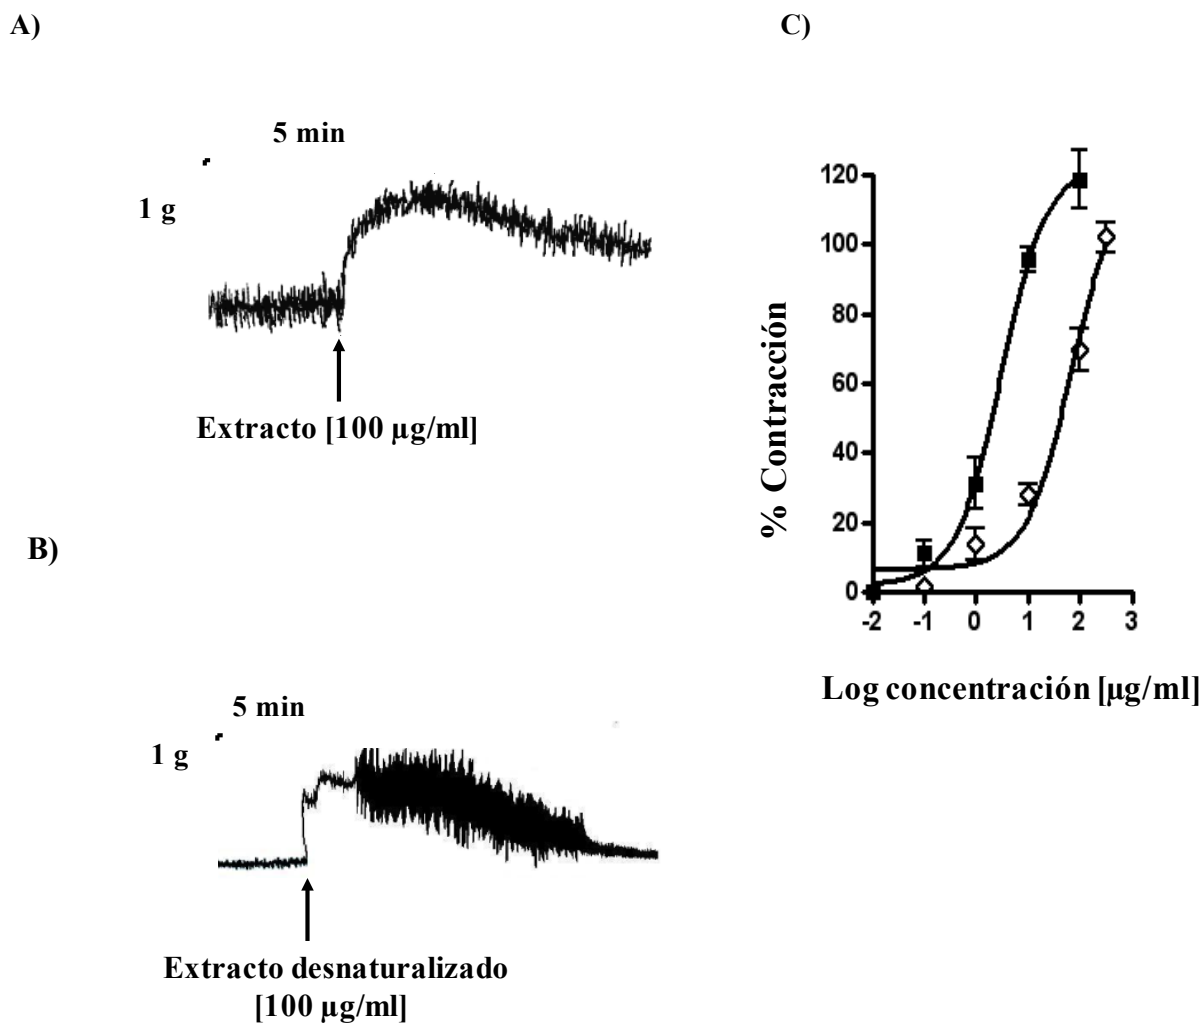 A)
5 min
1 g
Extracto [100 µg/ml]
B)
5 min
1 g
Extracto desnaturalizado
[100 µg/ml]
C)
% Contracción
120
100
80
60
40
20
0
-2 -1 0 1 2 3
Log concentración [µg/ml]